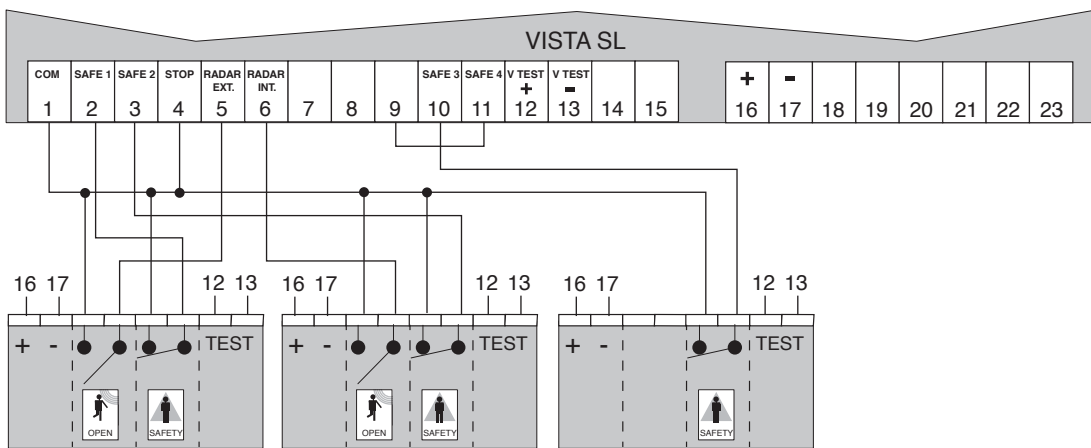 VISTA SL
COM SAFE 1 SAFE 2 STOP RADAR EXT. RADAR INT. SAFE 3 SAFE 4 V TEST + V TEST -
1 2 3 4 5 6 7 8 9 10 11 12 13 14 15
+ -
16 17 18 19 20 21 22 23
16 17 12 13 16 17 12 13 16 17 12 13
+ - TEST + - TEST + - TEST
OPEN SAFETY OPEN SAFETY SAFETY